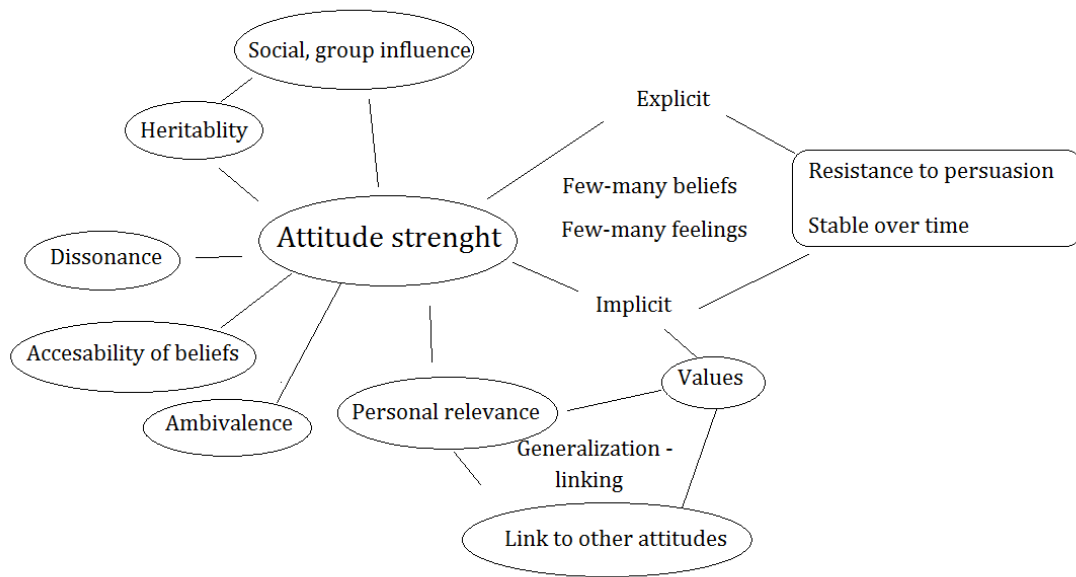 Social, group influence
Explicit
Heritablity
Resistance to persuasion
Few-many beliefs
Stable over time
Few-many feelings
Attitude strenght
Dissonance
Implicit
Accesability of beliefs
Values
Personal relevance
Ambivalence
Generalization -
linking
Link to other attitudes